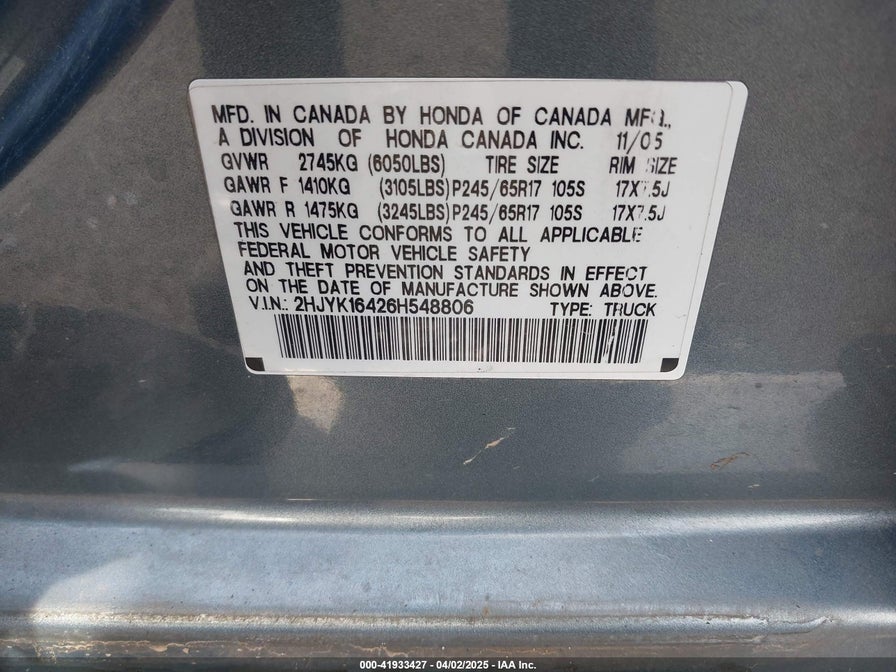 MFD. IN CANADA BY HONDA OF CANADA MFG.,
A DIVISION OF HONDA CANADA INC. 11/05
GVWR 2745KG (6050LBS) TIRE SIZE RIM SIZE
GAWR F 1410KG (3105LBS) P245/65R17 105S 17X7.5J
GAWR R 1475KG (3245LBS) P245/65R17 105S 17X7.5J
THIS VEHICLE CONFORMS TO ALL APPLICABLE
FEDERAL MOTOR VEHICLE SAFETY
AND THEFT PREVENTION STANDARDS IN EFFECT
ON THE DATE OF MANUFACTURE SHOWN ABOVE.
V.I.N.: 2HJYK16426H548806 TYPE: TRUCK
000-41933427 - 04/02/2025 - IAA Inc.